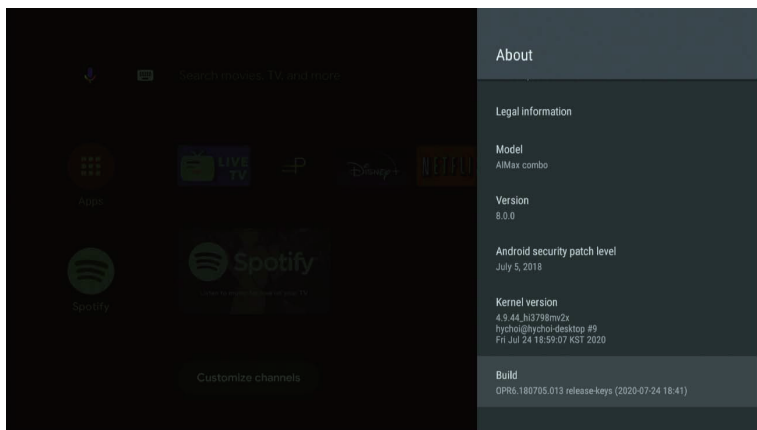 About
Search movies, TV, and more
Legal information
Model
AIMax combo
LIVE
TV
Disney+
NETFLI
Version
8.0.0
Apps
Android security patch level
July 5, 2018
Spotify
Kernel version
4.9.44_hi3798mv2x
hychoi@hychoi-desktop #9
Fri Jul 24 18:59:07 KST 2020
Spotify
Customize channels
Build
OPR6.180705.013 release-keys (2020-07-24 18:41)